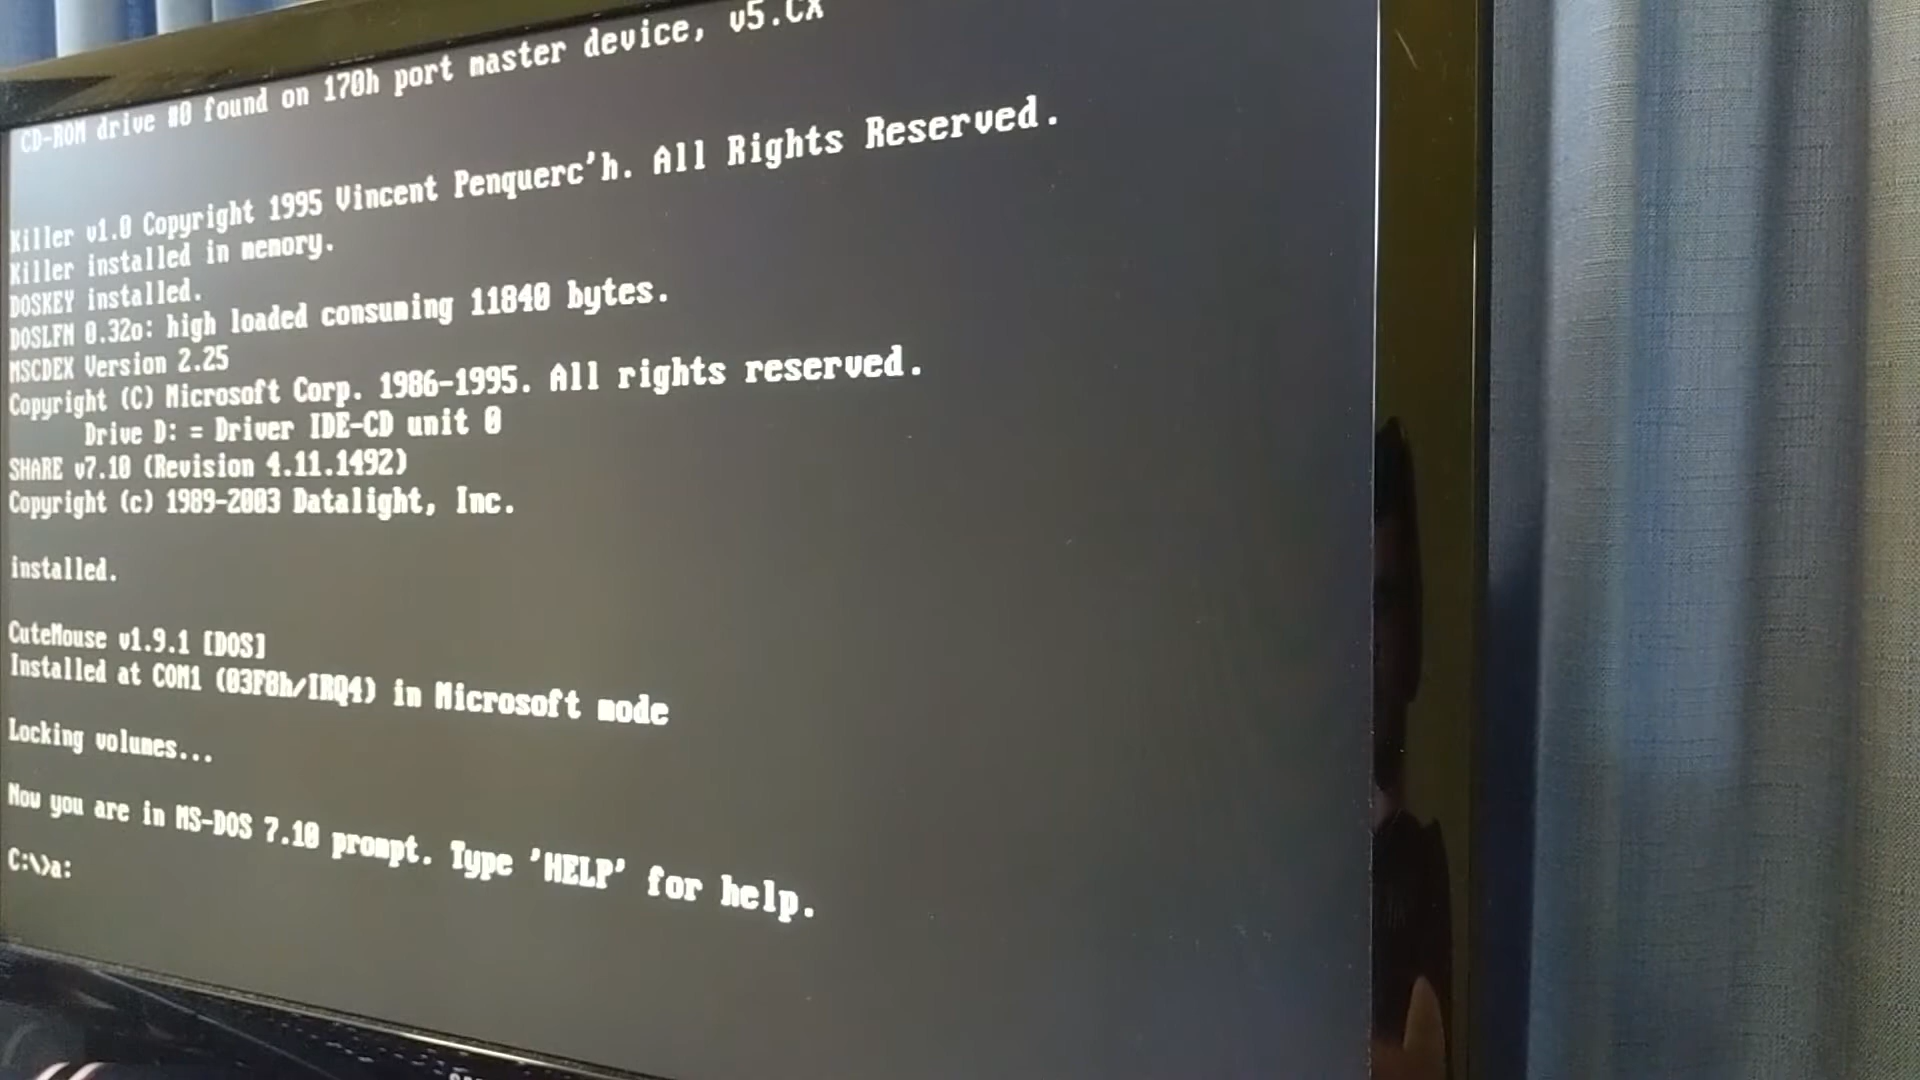 CD-ROM drive #0 found on 170h port master device, v5.CX
Killer v1.0 Copyright 1995 Vincent Penquerc'h. All Rights Reserved.
Killer installed in memory.
DOSKEY installed.
DOSLFN 0.32o: high loaded consuming 11840 bytes.
MSCDEX Version 2.25
Copyright (C) Microsoft Corp. 1986-1995. All rights reserved.
Drive D: = Driver IDE-CD unit 0
SHARE v7.10 (Revision 4.11.1492)
Copyright (c) 1989-2003 Datalight, Inc.
installed.
CuteMouse v1.9.1 [DOS]
Installed at COM1 (03F8h/IRQ4) in Microsoft mode
Locking volumes...
Now you are in MS-DOS 7.10 prompt. Type 'HELP' for help.
C:\>a: